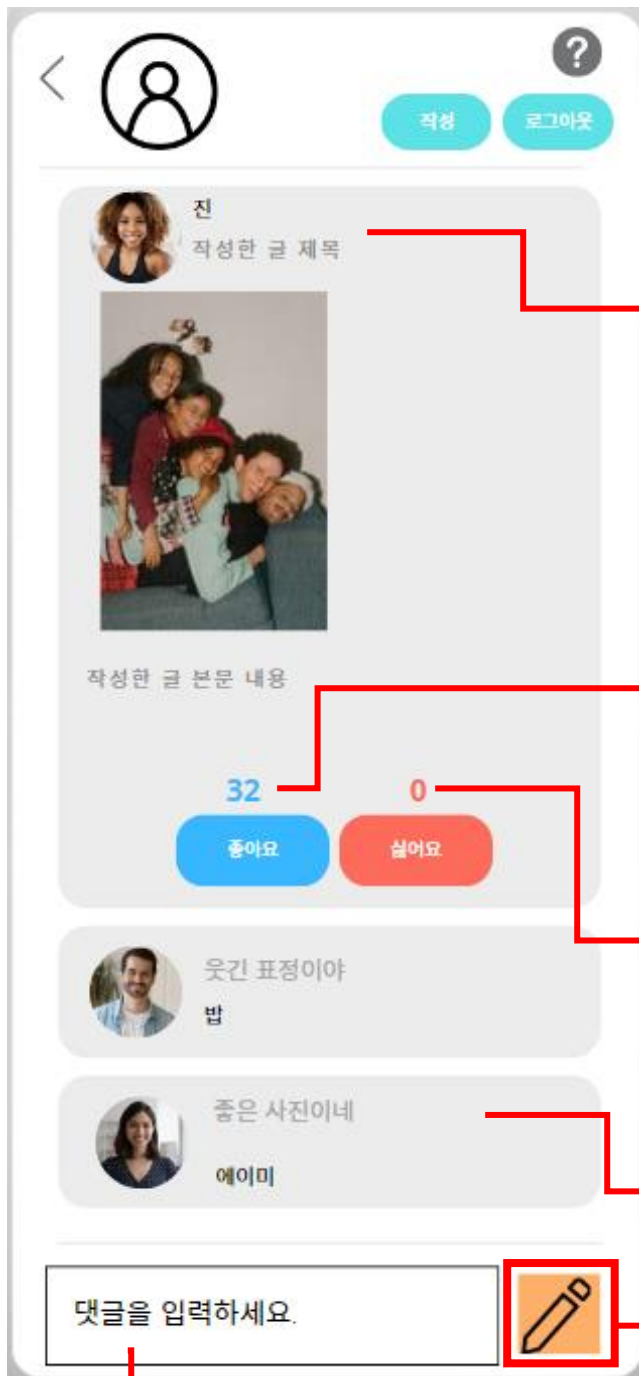 ?
작성
로그아웃
진
작성한 글 제목
작성한 글 본문 내용
32
0
좋아요
싫어요
웃긴 표정이야
밥
좋은 사진이네
에이미
댓글을 입력하세요.